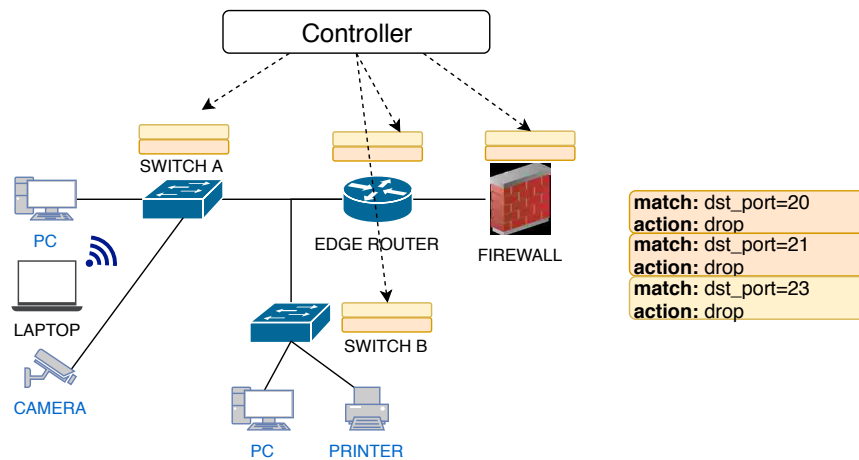 Controller
SWITCH A
PC
EDGE ROUTER
FIREWALL
match: dst_port=20
action: drop
match: dst_port=21
action: drop
match: dst_port=23
action: drop
LAPTOP
SWITCH B
CAMERA
PC
PRINTER